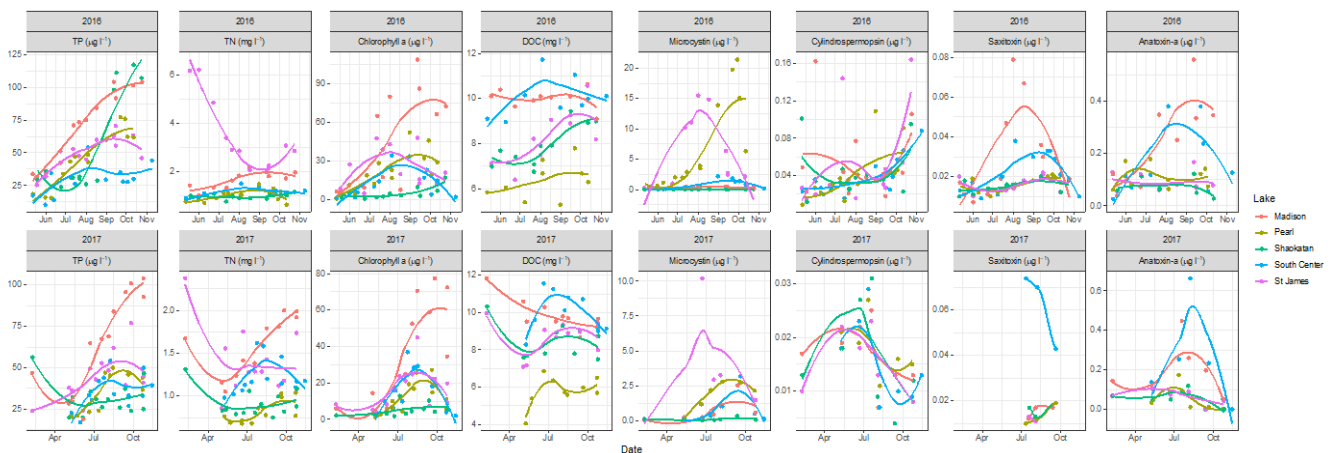 2016 2016 2016 2016 2016 2016 2016 2016
TP (µg l⁻¹) TN (mg l⁻¹) Chlorophyll a (µg l⁻¹) DOC (mg l⁻¹) Microcystin (µg l⁻¹) Cylindrospermopsin (µg l⁻¹) Saxitoxin (µg l⁻¹) Anatoxin-a (µg l⁻¹)
125 12 0.08
100 6 90 10 20 0.16 0.06 0.4
75 4 60 15 0.12
50 2 30 8 10 0.08 0.04 0.2
25 0 0 6 5 0 0.04 0.02 0.0
Jun Jul Aug Sep Oct Nov Jun Jul Aug Sep Oct Nov Jun Jul Aug Sep Oct Nov Jun Jul Aug Sep Oct Nov Jun Jul Aug Sep Oct Nov Jun Jul Aug Sep Oct Nov Jun Jul Aug Sep Oct Nov Jun Jul Aug Sep Oct Nov
2017 2017 2017 2017 2017 2017 2017 2017
TP (µg l⁻¹) TN (mg l⁻¹) Chlorophyll a (µg l⁻¹) DOC (mg l⁻¹) Microcystin (µg l⁻¹) Cylindrospermopsin (µg l⁻¹) Saxitoxin (µg l⁻¹) Anatoxin-a (µg l⁻¹)
100 2.0 80 12 10.0 0.03 0.08 0.6
75 1.5 60 10 7.5 0.02 0.06 0.4
50 1.0 40 8 5.0 0.01 0.04 0.2
25 20 0 6 4 2.5 0.0 0.02 0.0
Apr Jul Oct Apr Jul Oct Apr Jul Oct Apr Jul Oct Apr Jul Oct Apr Jul Oct Apr Jul Oct Apr Jul Oct
Date
Lake
Madison
Pearl
Shaokatan
South Center
St James